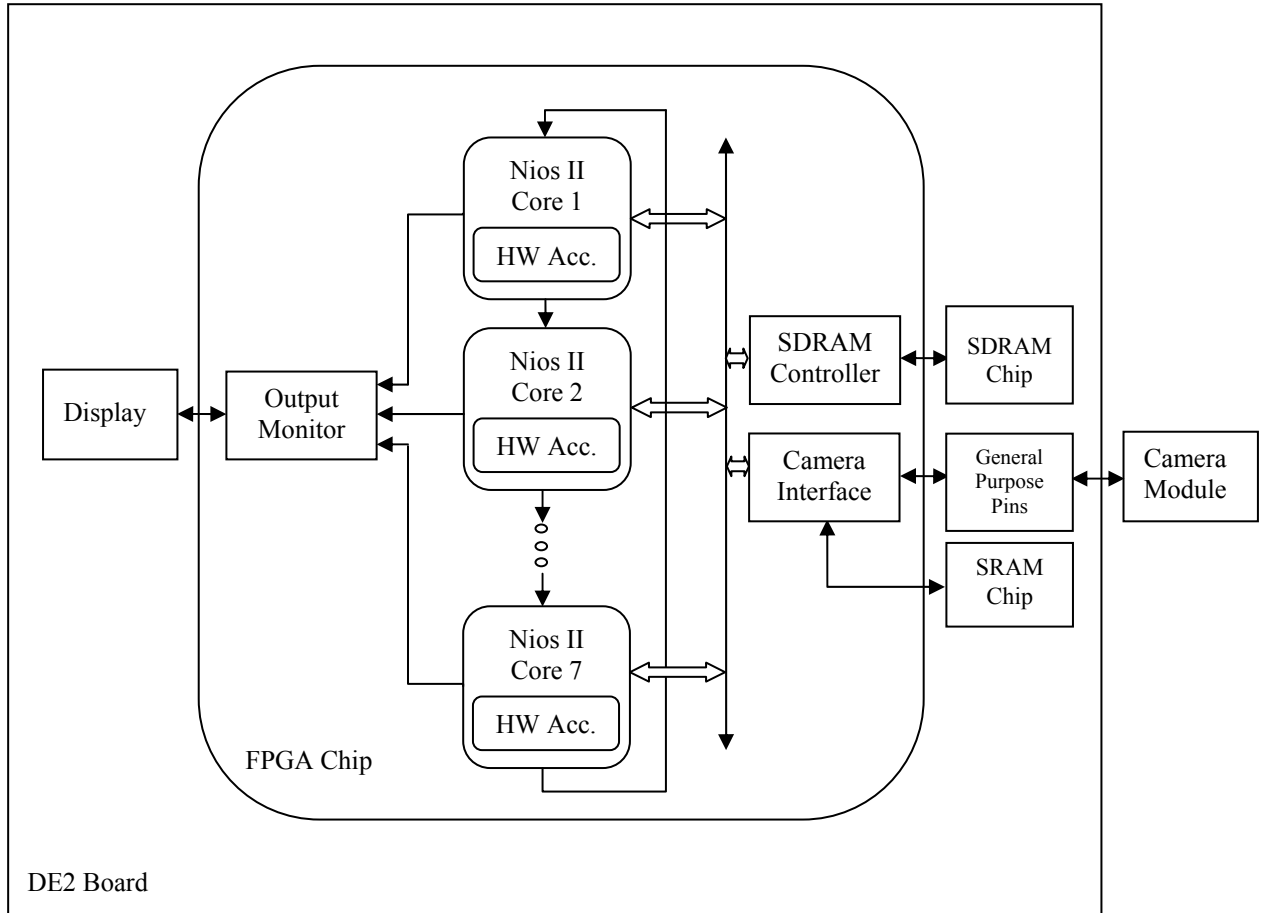 Nios II
Core 1
HW Acc.
Nios II
Core 2
HW Acc.
Nios II
Core 7
HW Acc.
Display
Output
Monitor
SDRAM
Controller
SDRAM
Chip
Camera
Interface
General
Purpose
Pins
Camera
Module
SRAM
Chip
FPGA Chip
DE2 Board